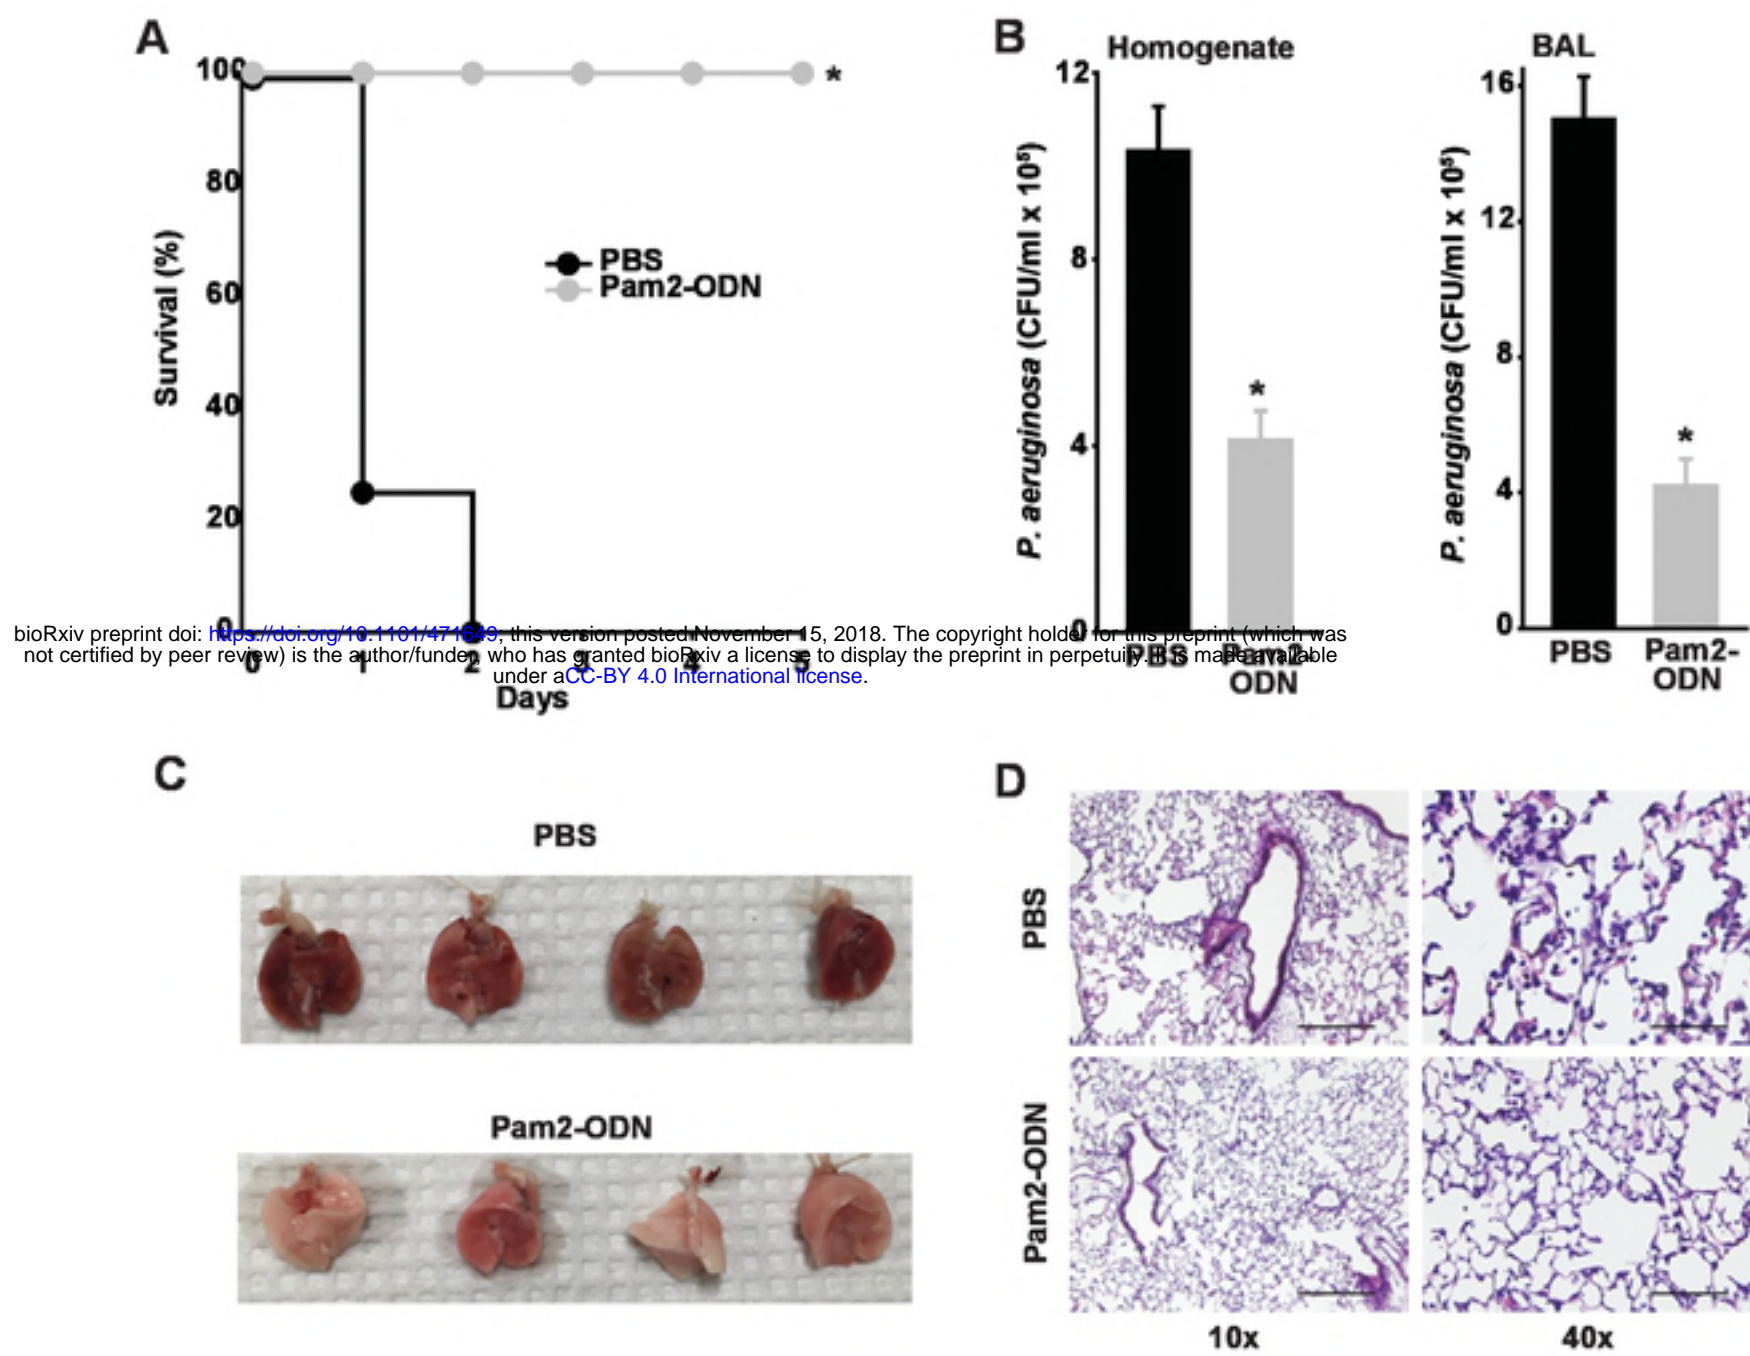 A
100
80
60
40
20
0
Survival (%)
*
PBS
Pam2-ODN
0 1 2 3 4 5
Days
B
Homogenate
12
8
4
0
P. aeruginosa (CFU/ml x 10⁵)
*
PBS
Pam2-
ODN
BAL
16
12
8
4
0
P. aeruginosa (CFU/ml x 10⁵)
*
PBS
Pam2-
ODN
bioRxiv preprint doi: https://doi.org/10.1101/471649; this version posted November 15, 2018. The copyright holder for this preprint (which was
not certified by peer review) is the author/funder, who has granted bioRxiv a license to display the preprint in perpetuity. It is made available
under aCC-BY 4.0 International license.
C
PBS
Pam2-ODN
D
PBS
Pam2-ODN
10x
40x